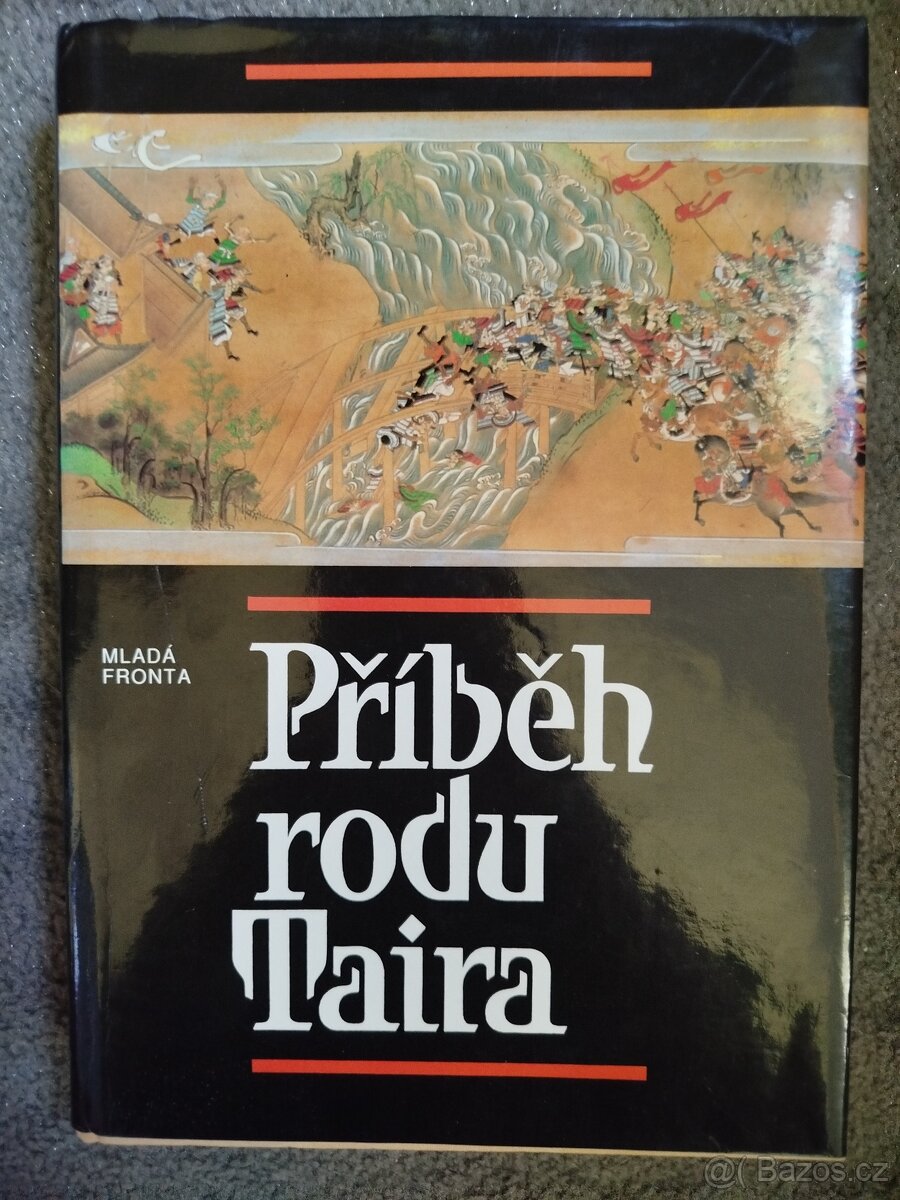 MLADÁ
FRONTA
Příběh
rodu
Taira
@( Bazos.cz